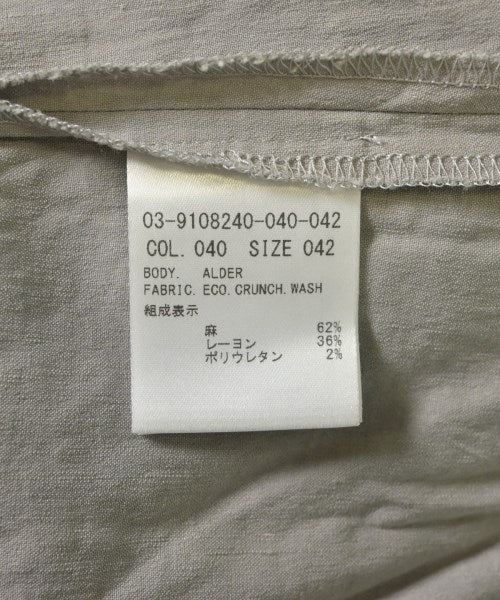 03-9108240-040-042
COL. 040 SIZE 042
BODY. ALDER
FABRIC. ECO. CRUNCH. WASH
組成表示
麻 62%
レーヨン 36%
ポリウレタン 2%